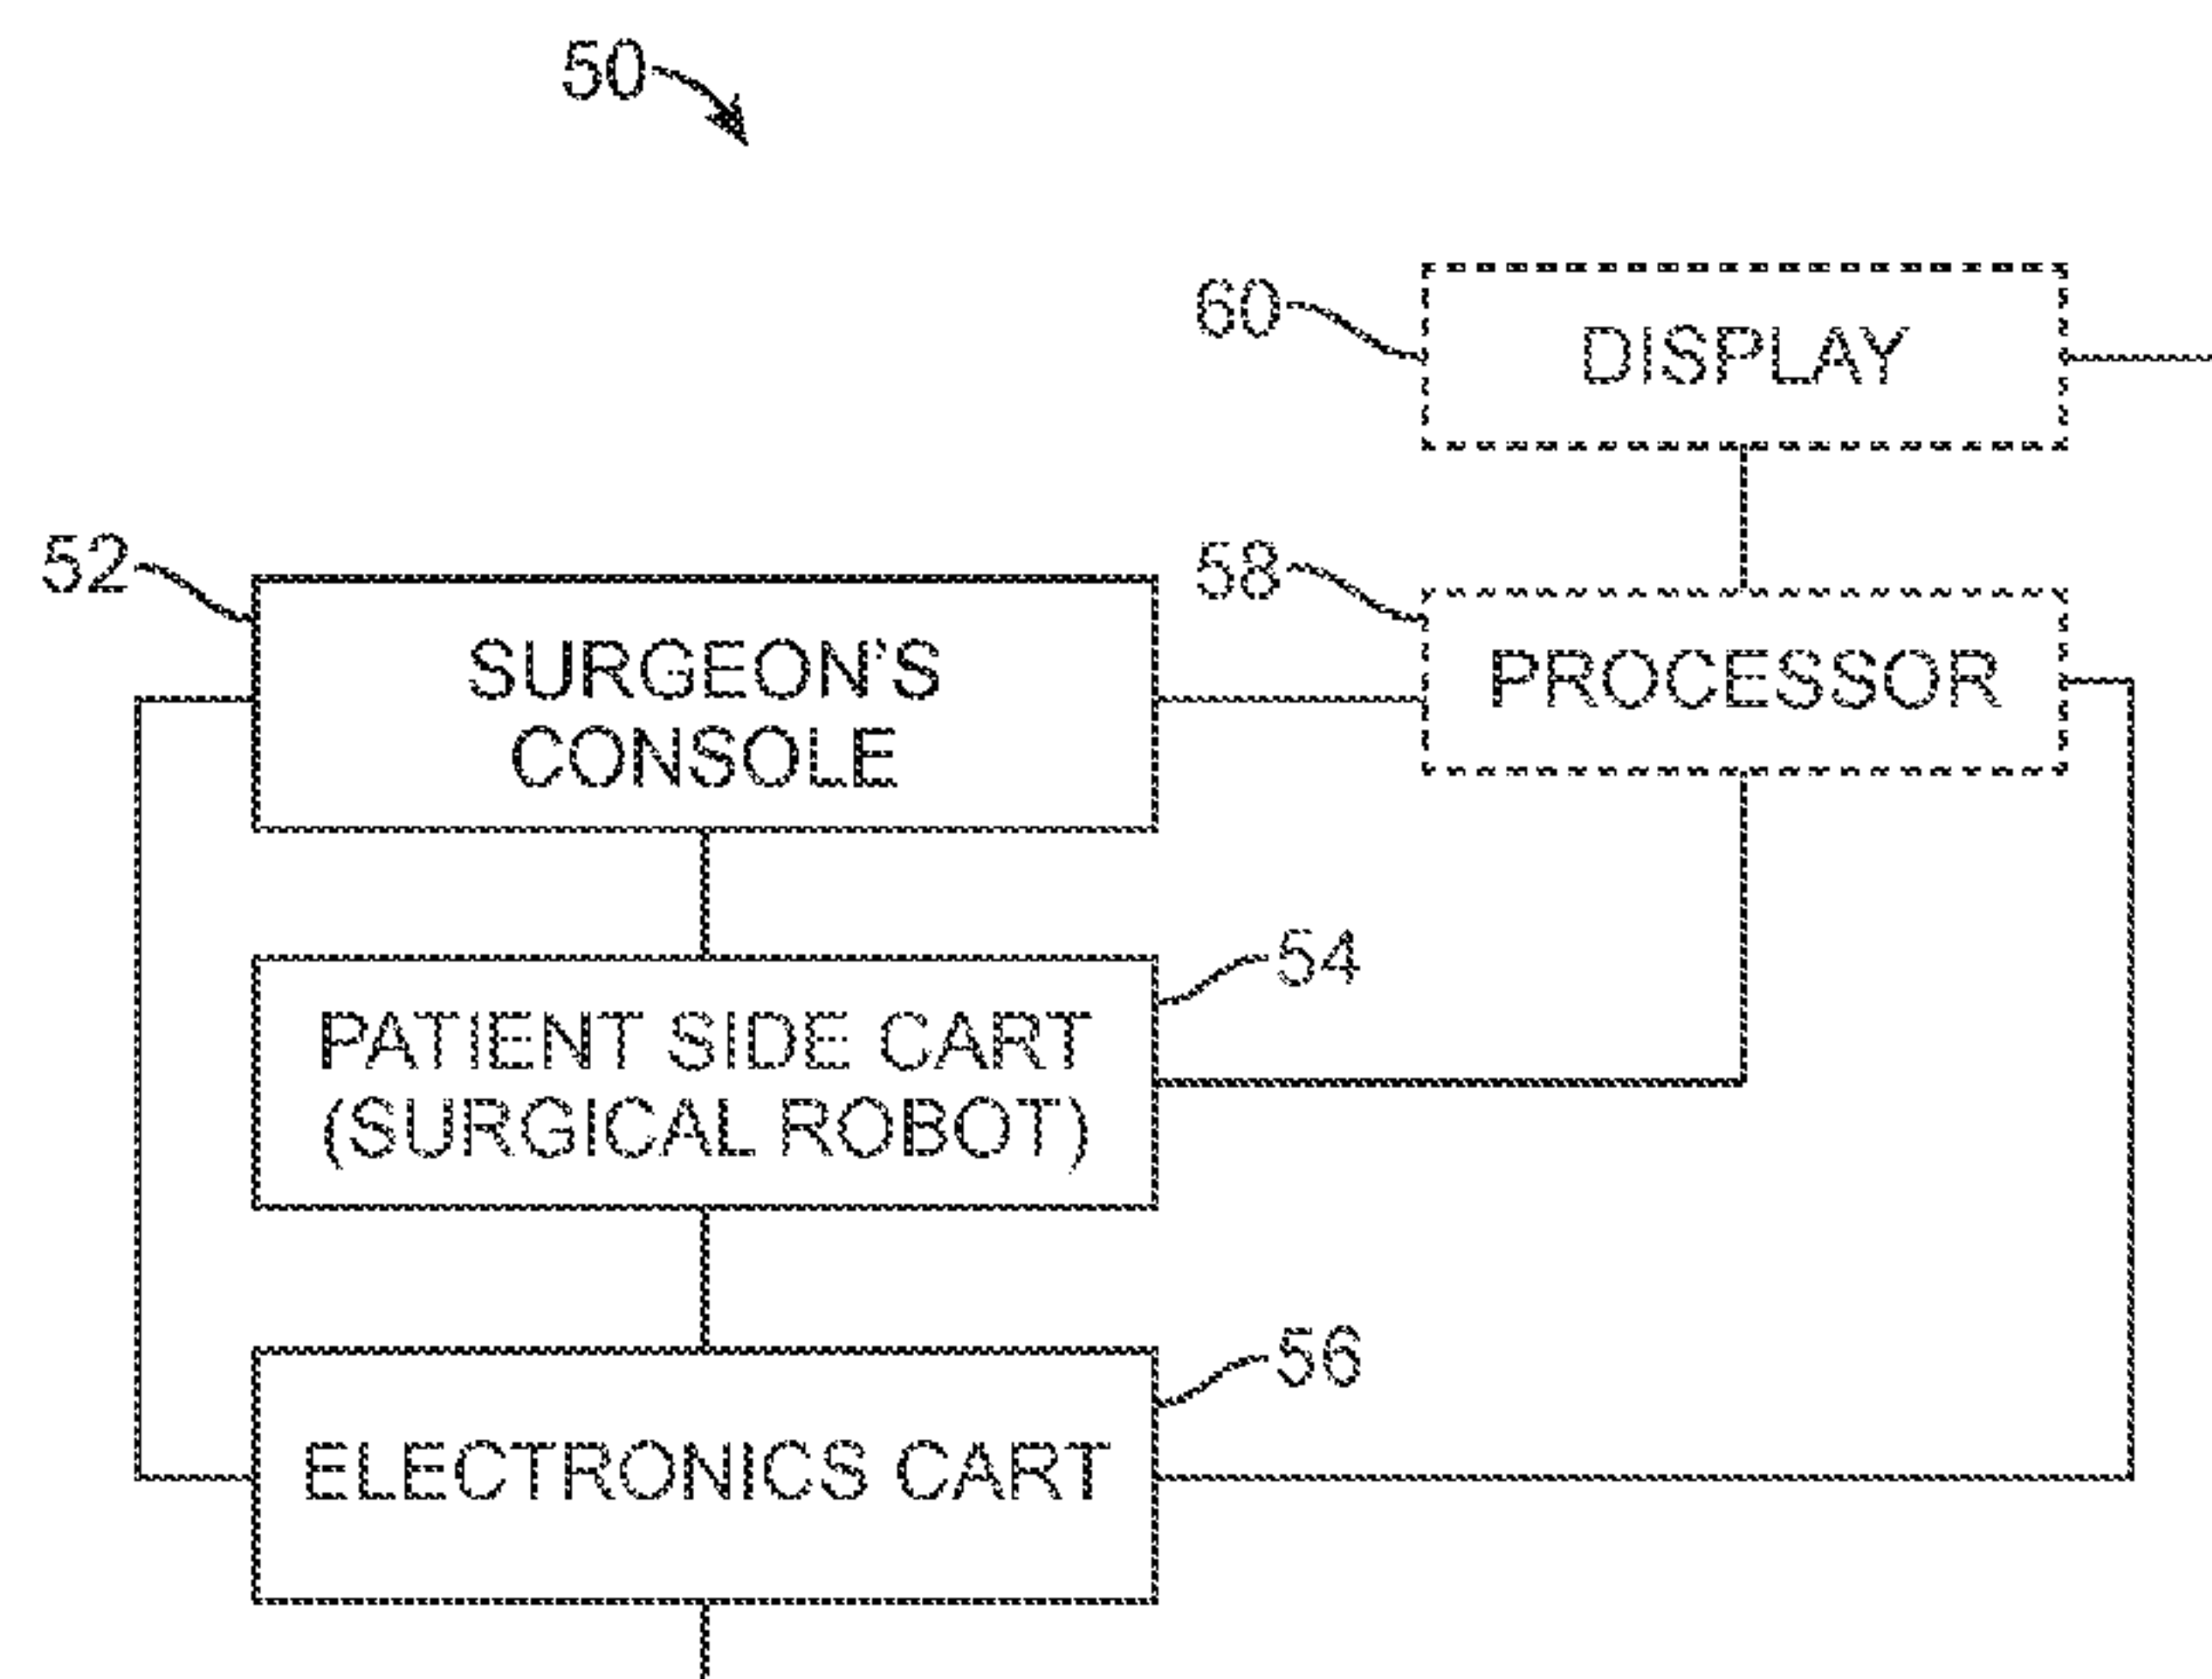 50
60
DISPLAY
52
58
SURGEON'S
CONSOLE
PROCESSOR
54
PATIENT SIDE CART
(SURGICAL ROBOT)
56
ELECTRONICS CART